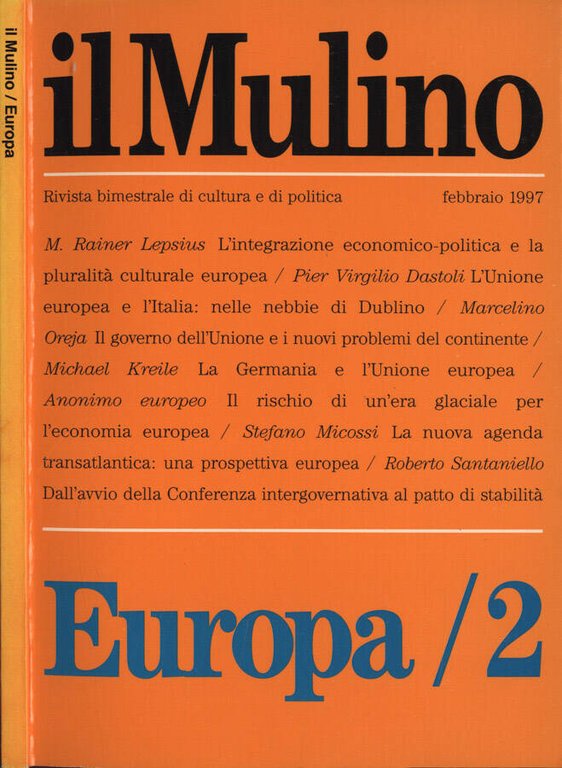 il Mulino / Europa
il Mulino
Rivista bimestrale di cultura e di politica febbraio 1997
M. Rainer Lepsius L'integrazione economico-politica e la
pluralità culturale europea / Pier Virgilio Dastoli L'Unione
europea e l'Italia: nelle nebbie di Dublino / Marcelino
Oreja Il governo dell'Unione e i nuovi problemi del continente /
Michael Kreile La Germania e l'Unione europea /
Anonimo europeo Il rischio di un'era glaciale per
l'economia europea / Stefano Micossi La nuova agenda
transatlantica: una prospettiva europea / Roberto Santaniello
Dall'avvio della Conferenza intergovernativa al patto di stabilità
Europa/2